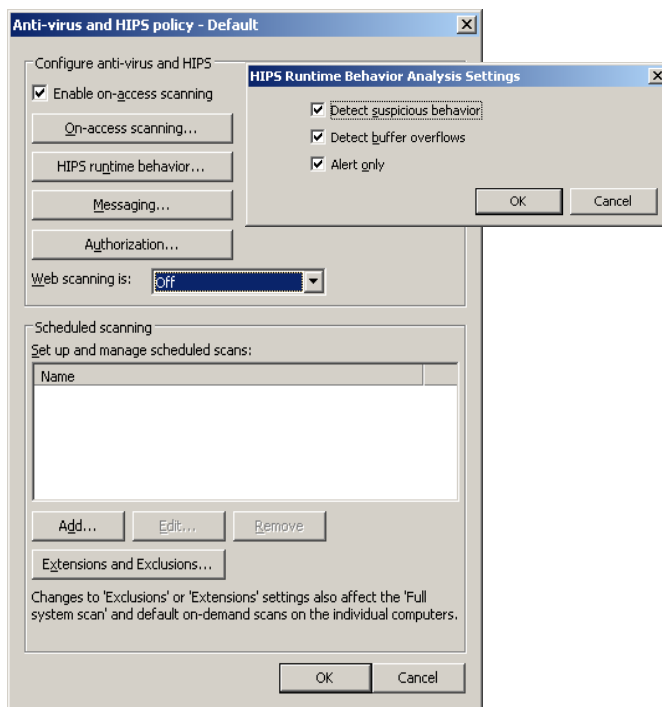 Anti-virus and HIPS policy - Default
Configure anti-virus and HIPS
Enable on-access scanning
On-access scanning...
HIPS runtime behavior...
Messaging...
Authorization...
Web scanning is: Off
HIPS Runtime Behavior Analysis Settings
Detect suspicious behavior
Detect buffer overflows
Alert only
OK Cancel
Scheduled scanning
Set up and manage scheduled scans:
Name
Add... Edit... Remove
Extensions and Exclusions...
Changes to 'Exclusions' or 'Extensions' settings also affect the 'Full
system scan' and default on-demand scans on the individual computers.
OK Cancel